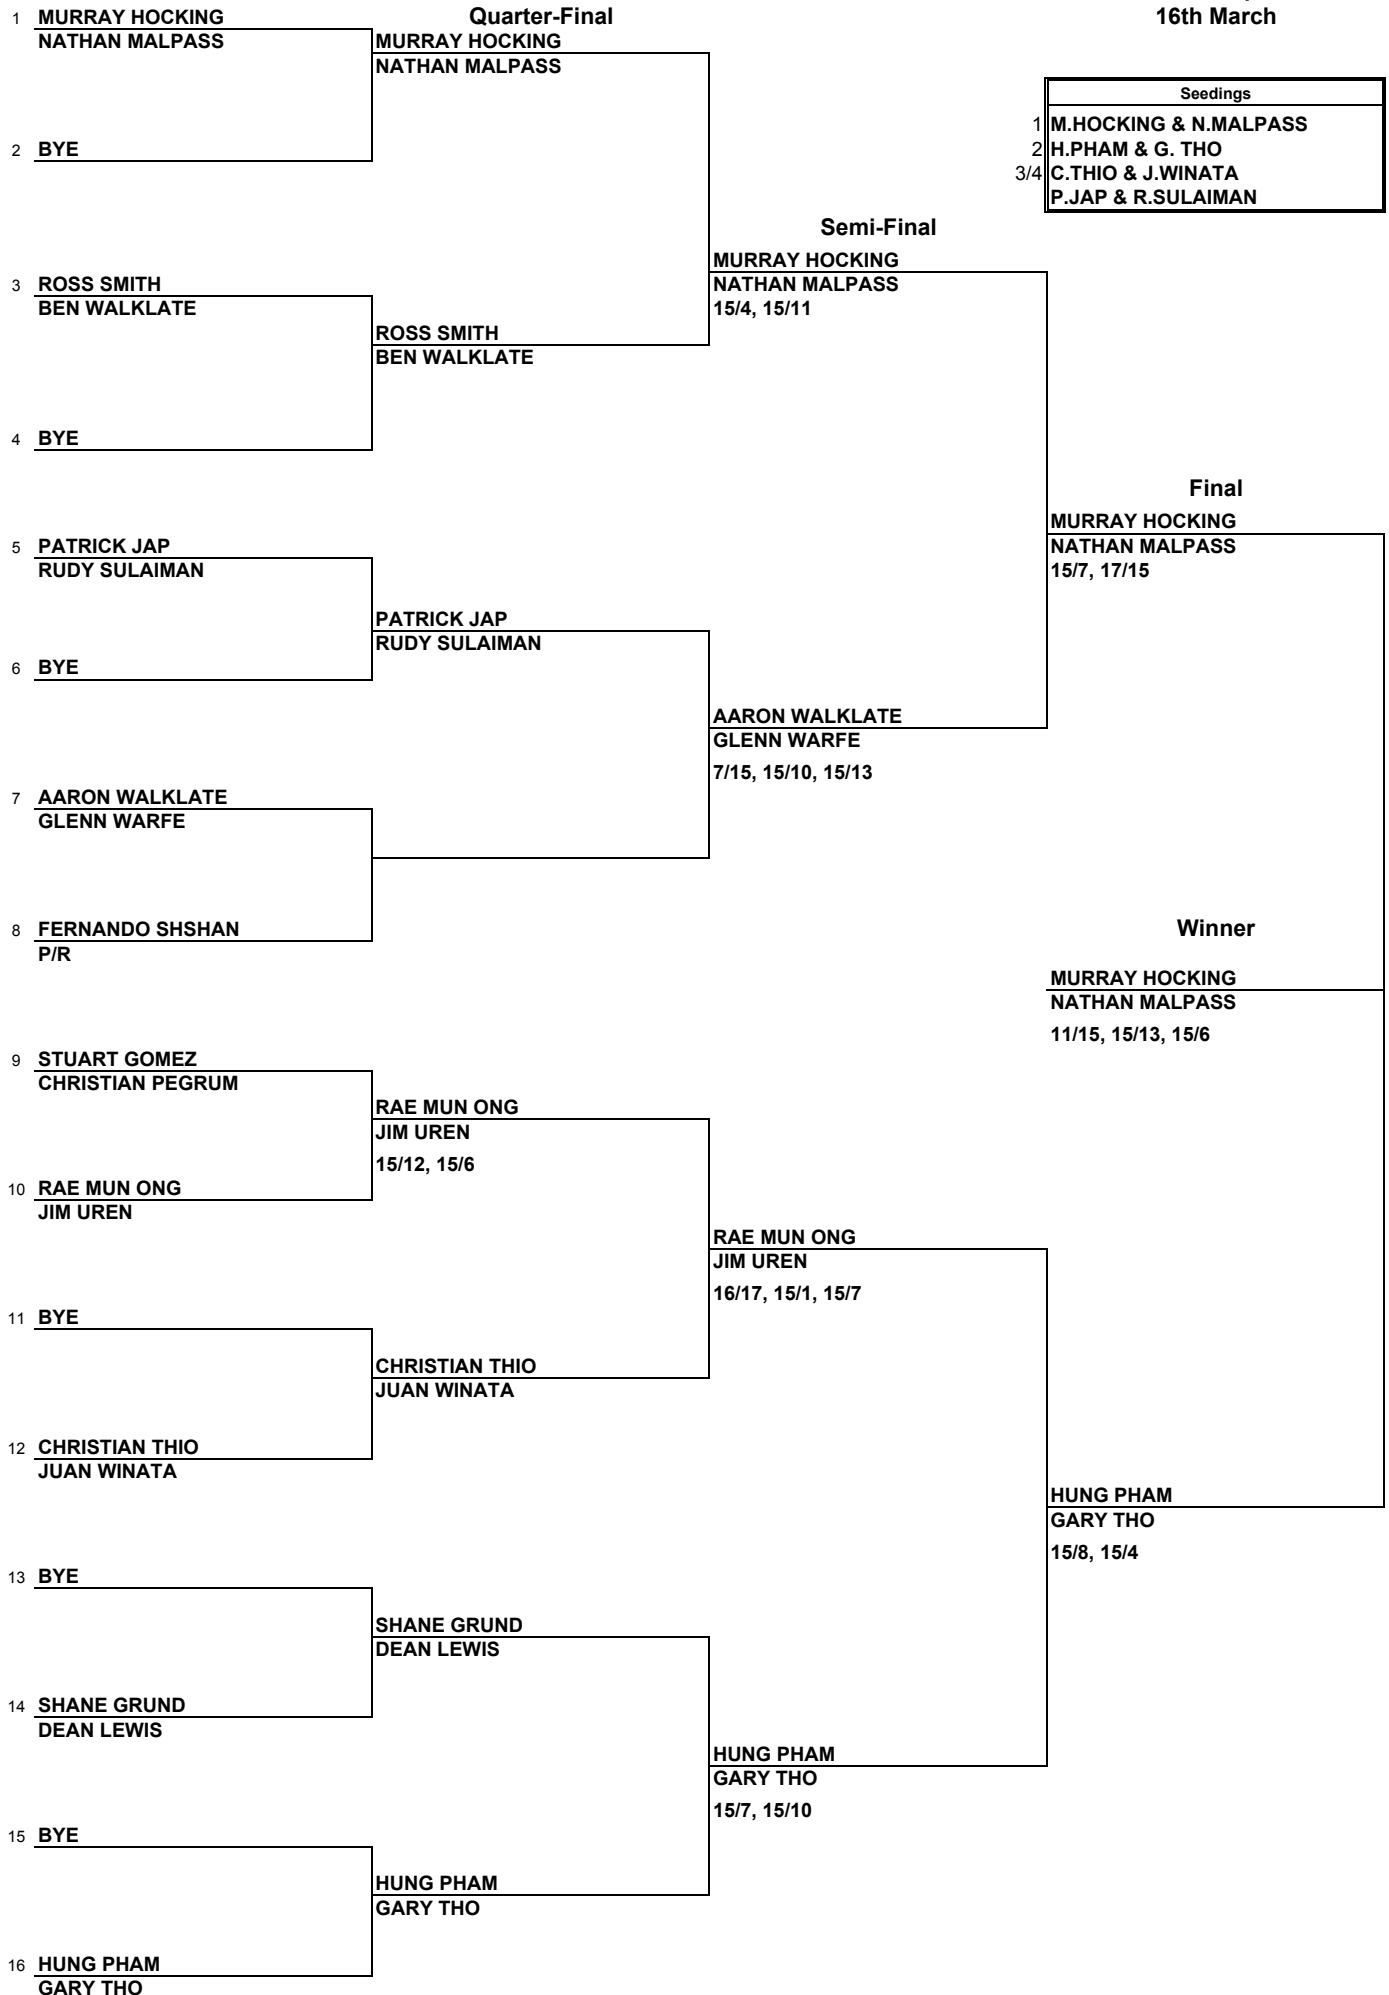 1 MURRAY HOCKING
NATHAN MALPASS
2 BYE
3 ROSS SMITH
BEN WALKLATE
4 BYE
5 PATRICK JAP
RUDY SULAIMAN
6 BYE
7 AARON WALKLATE
GLENN WARFE
8 FERNANDO SHSHAN
P/R
9 STUART GOMEZ
CHRISTIAN PEGRUM
10 RAE MUN ONG
JIM UREN
11 BYE
12 CHRISTIAN THIO
JUAN WINATA
13 BYE
14 SHANE GRUND
DEAN LEWIS
15 BYE
16 HUNG PHAM
GARY THO
Quarter-Final
MURRAY HOCKING
NATHAN MALPASS
ROSS SMITH
BEN WALKLATE
PATRICK JAP
RUDY SULAIMAN
RAE MUN ONG
JIM UREN
15/12, 15/6
CHRISTIAN THIO
JUAN WINATA
SHANE GRUND
DEAN LEWIS
HUNG PHAM
GARY THO
Semi-Final
MURRAY HOCKING
NATHAN MALPASS
15/4, 15/11
AARON WALKLATE
GLENN WARFE
7/15, 15/10, 15/13
RAE MUN ONG
JIM UREN
16/17, 15/1, 15/7
HUNG PHAM
GARY THO
15/7, 15/10
16th March
Seedings
1 M.HOCKING & N.MALPASS
2 H.PHAM & G. THO
3/4 C.THIO & J.WINATA
P.JAP & R.SULAIMAN
Final
MURRAY HOCKING
NATHAN MALPASS
15/7, 17/15
Winner
MURRAY HOCKING
NATHAN MALPASS
11/15, 15/13, 15/6
HUNG PHAM
GARY THO
15/8, 15/4